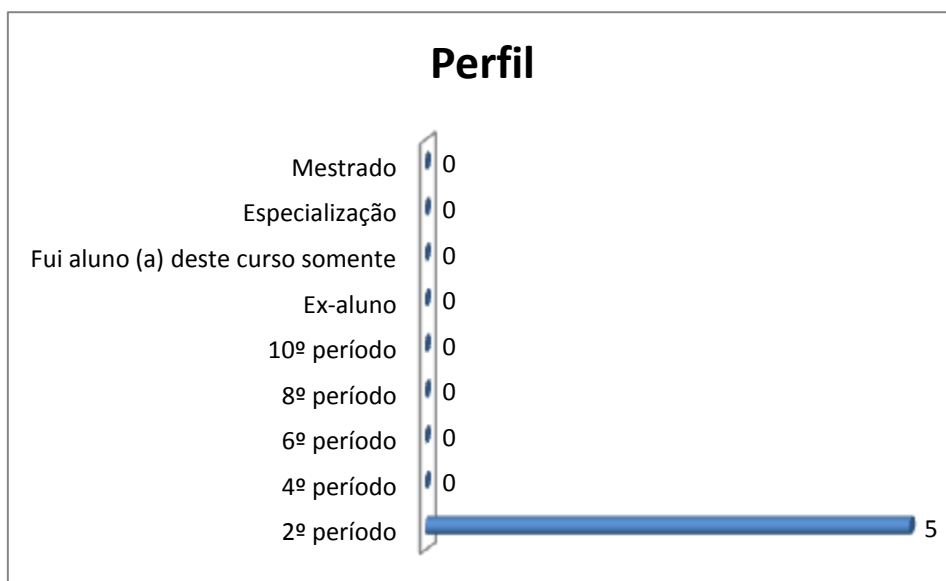 Perfil
Mestrado 0
Especialização 0
Fui aluno (a) deste curso somente 0
Ex-aluno 0
10º período 0
8º período 0
6º período 0
4º período 0
2º período 5